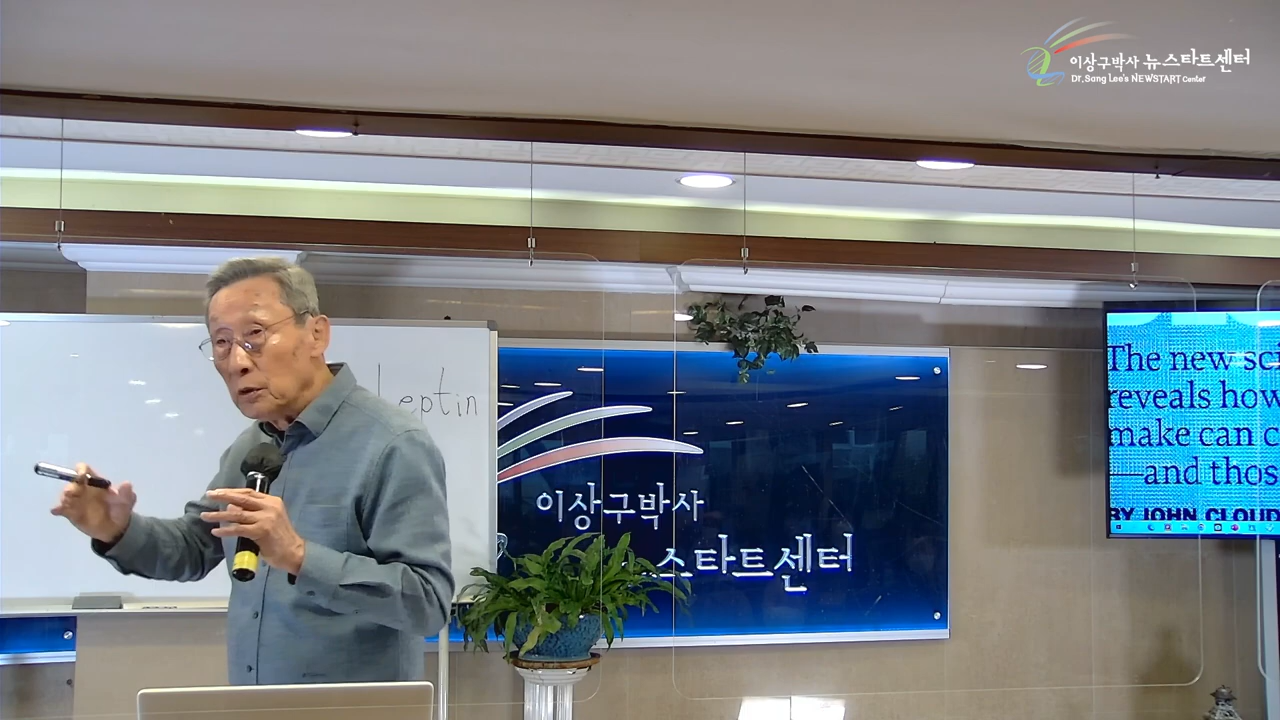 이상구박사 뉴스타트센터
Dr.Sang Lee's NEWSTART Center
Leptin
이상구박사
스타트센터
The new sci
reveals how
make can c
—and thos
BY JOHN CLOUD